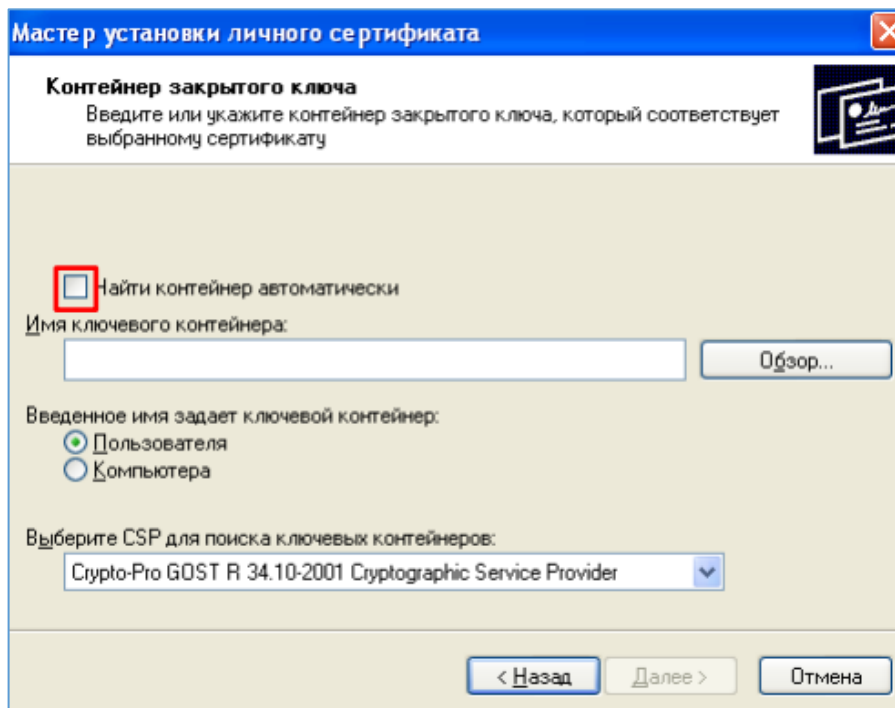 Мастер установки личного сертификата
Контейнер закрытого ключа
Введите или укажите контейнер закрытого ключа, который соответствует
выбранному сертификату
Найти контейнер автоматически
Имя ключевого контейнера:
Обзор...
Введенное имя задает ключевой контейнер:
Пользователя
Компьютера
Выберите CSP для поиска ключевых контейнеров:
Crypto-Pro GOST R 34.10-2001 Cryptographic Service Provider
< Назад Далее > Отмена